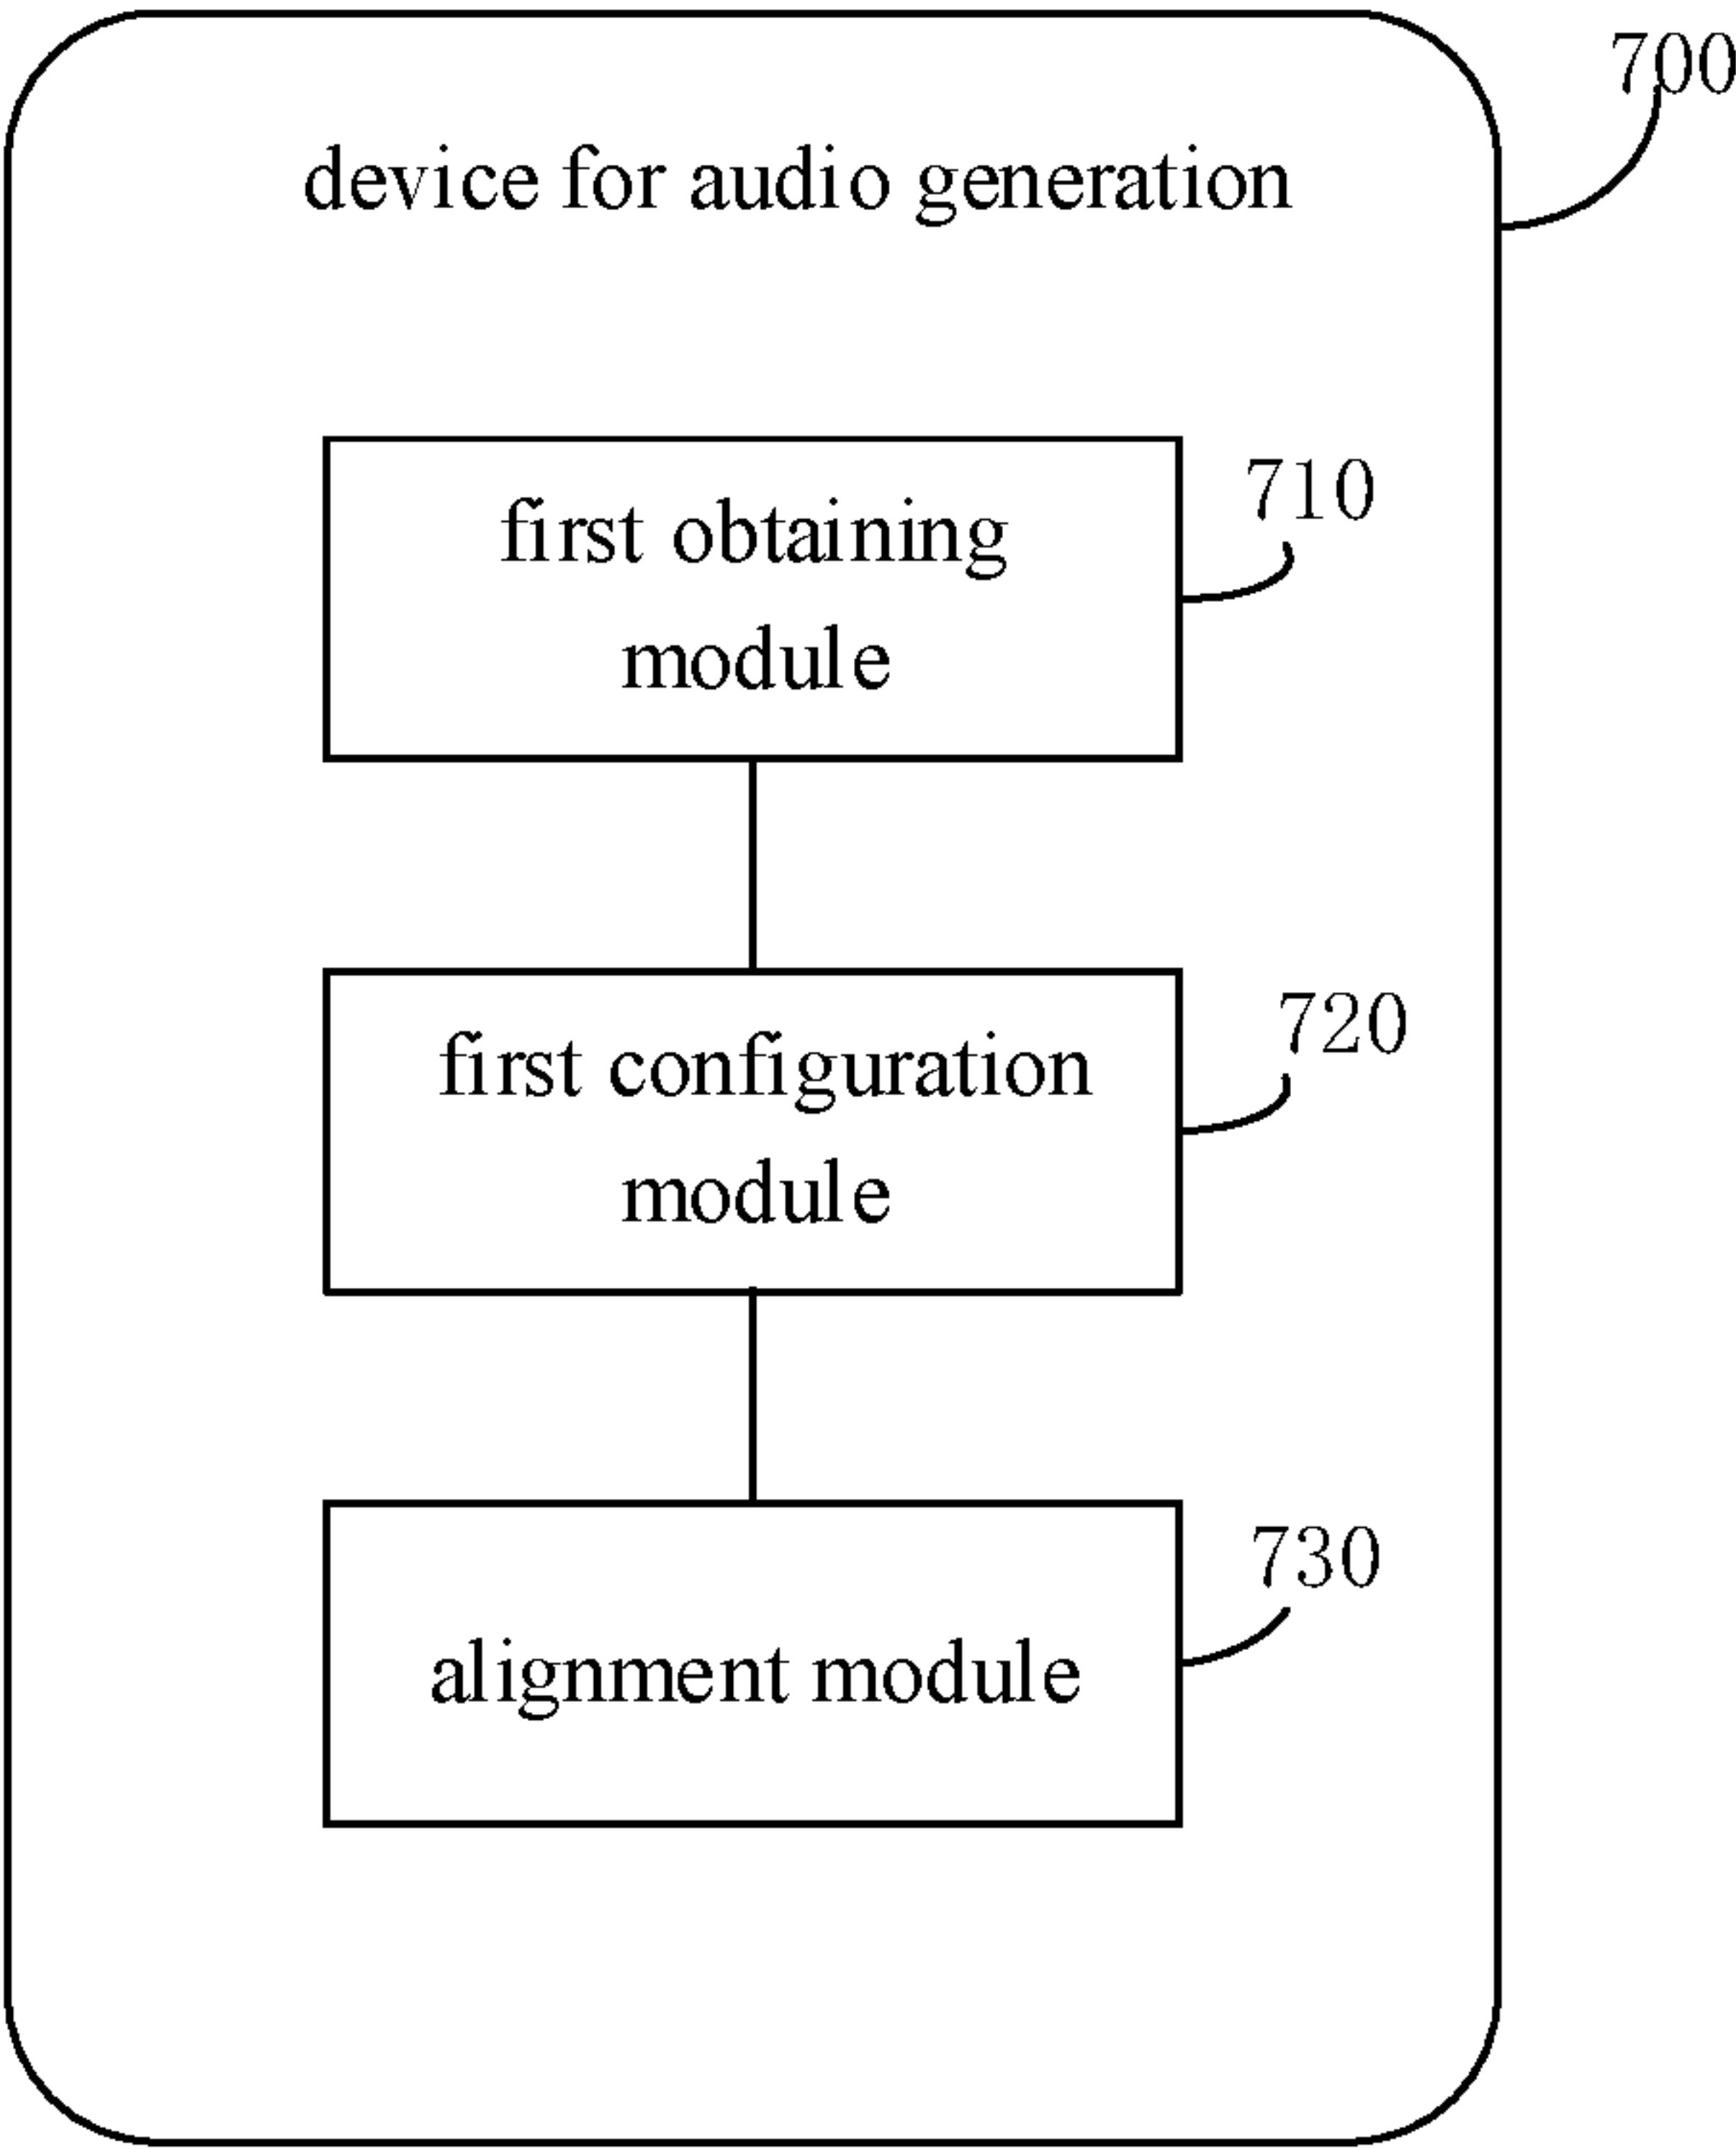 700
device for audio generation
710
first obtaining
module
720
first configuration
module
730
alignment module